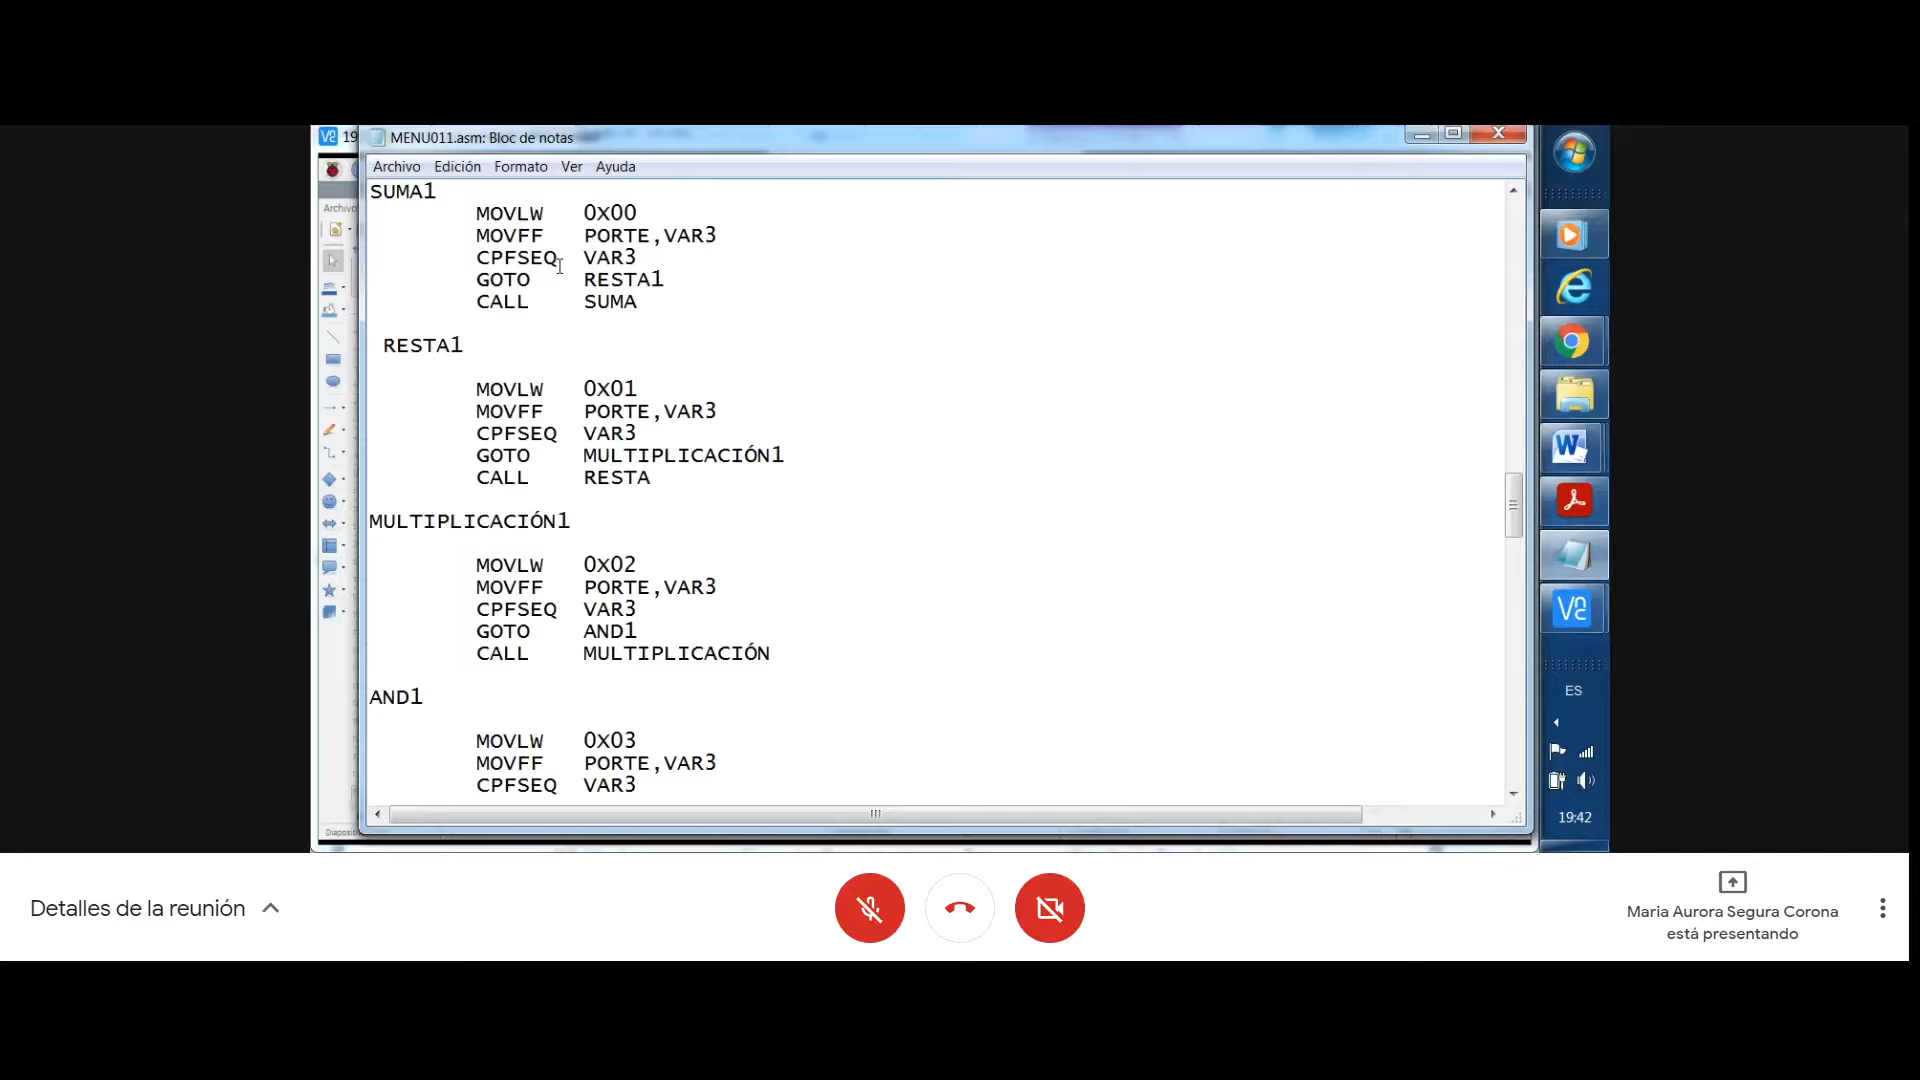 19
MENU011.asm: Bloc de notas
Archivo Edición Formato Ver Ayuda
Archivo
SUMA1
MOVLW 0x00
MOVFF PORTE,VAR3
CPFSEQ VAR3
GOTO RESTA1
CALL SUMA
RESTA1
MOVLW 0x01
MOVFF PORTE,VAR3
CPFSEQ VAR3
GOTO MULTIPLICACIÓN1
CALL RESTA
MULTIPLICACIÓN1
MOVLW 0x02
MOVFF PORTE,VAR3
CPFSEQ VAR3
GOTO AND1
CALL MULTIPLICACIÓN
AND1
MOVLW 0x03
MOVFF PORTE,VAR3
CPFSEQ VAR3
Diaposit
ES
19:42
Detalles de la reunión
Maria Aurora Segura Corona
está presentando